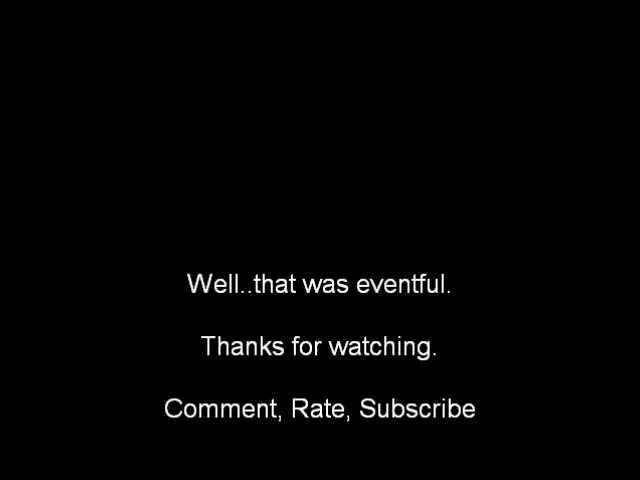 Well..that was eventful.
Thanks for watching.
Comment, Rate, Subscribe